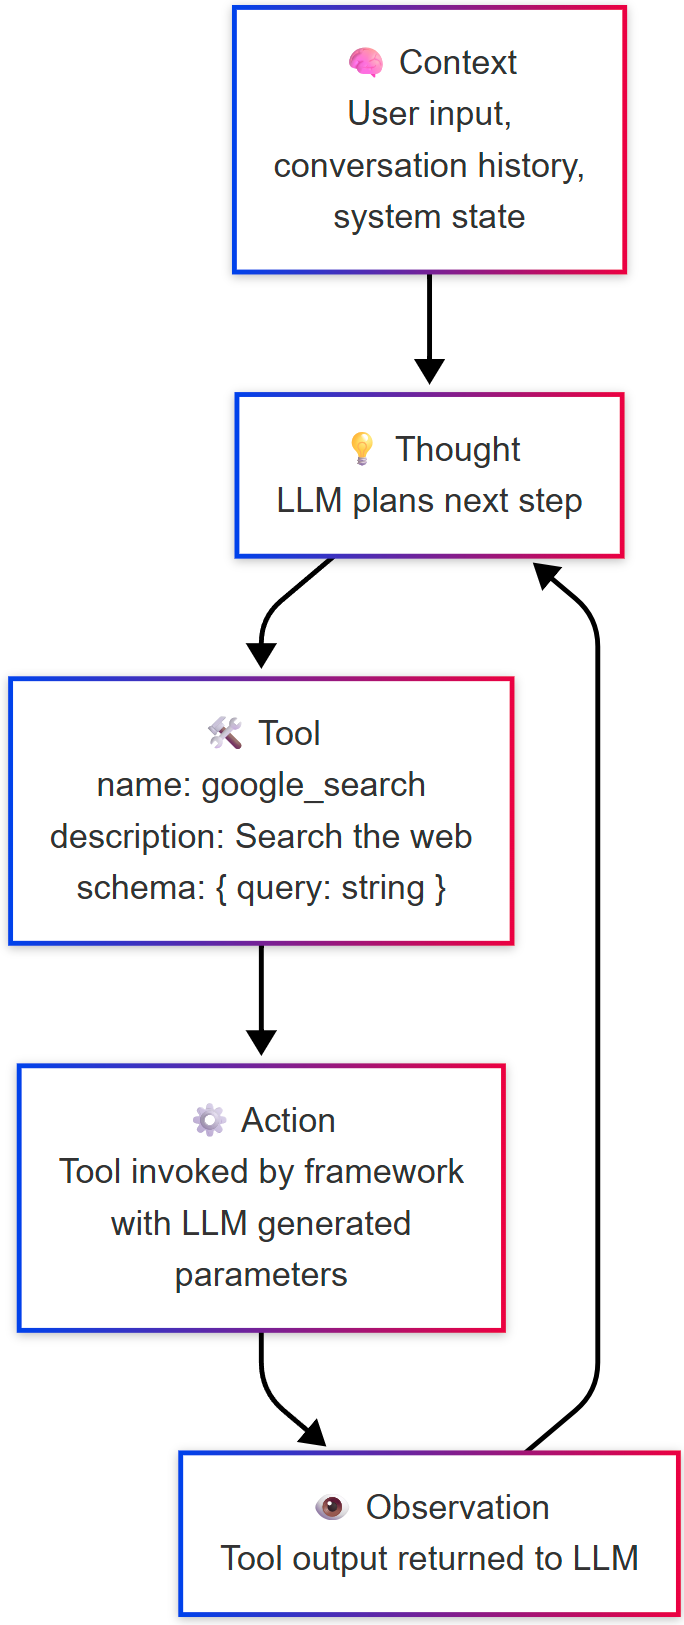 🧠 Context
User input,
conversation history,
system state
💡 Thought
LLM plans next step
🛠 Tool
name: google_search
description: Search the web
schema: { query: string }
⚙ Action
Tool invoked by framework
with LLM generated
parameters
👁 Observation
Tool output returned to LLM